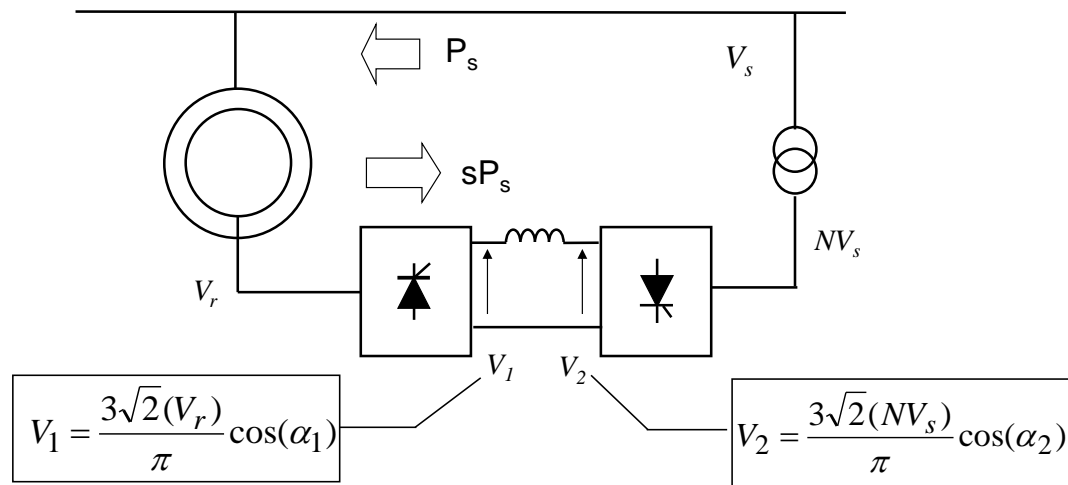 P_s
V_s
sP_s
NV_s
V_r
V_1
V_2
V_1 = \frac{3\sqrt{2}(V_r)}{\pi} \cos(\alpha_1)
V_2 = \frac{3\sqrt{2}(NV_s)}{\pi} \cos(\alpha_2)